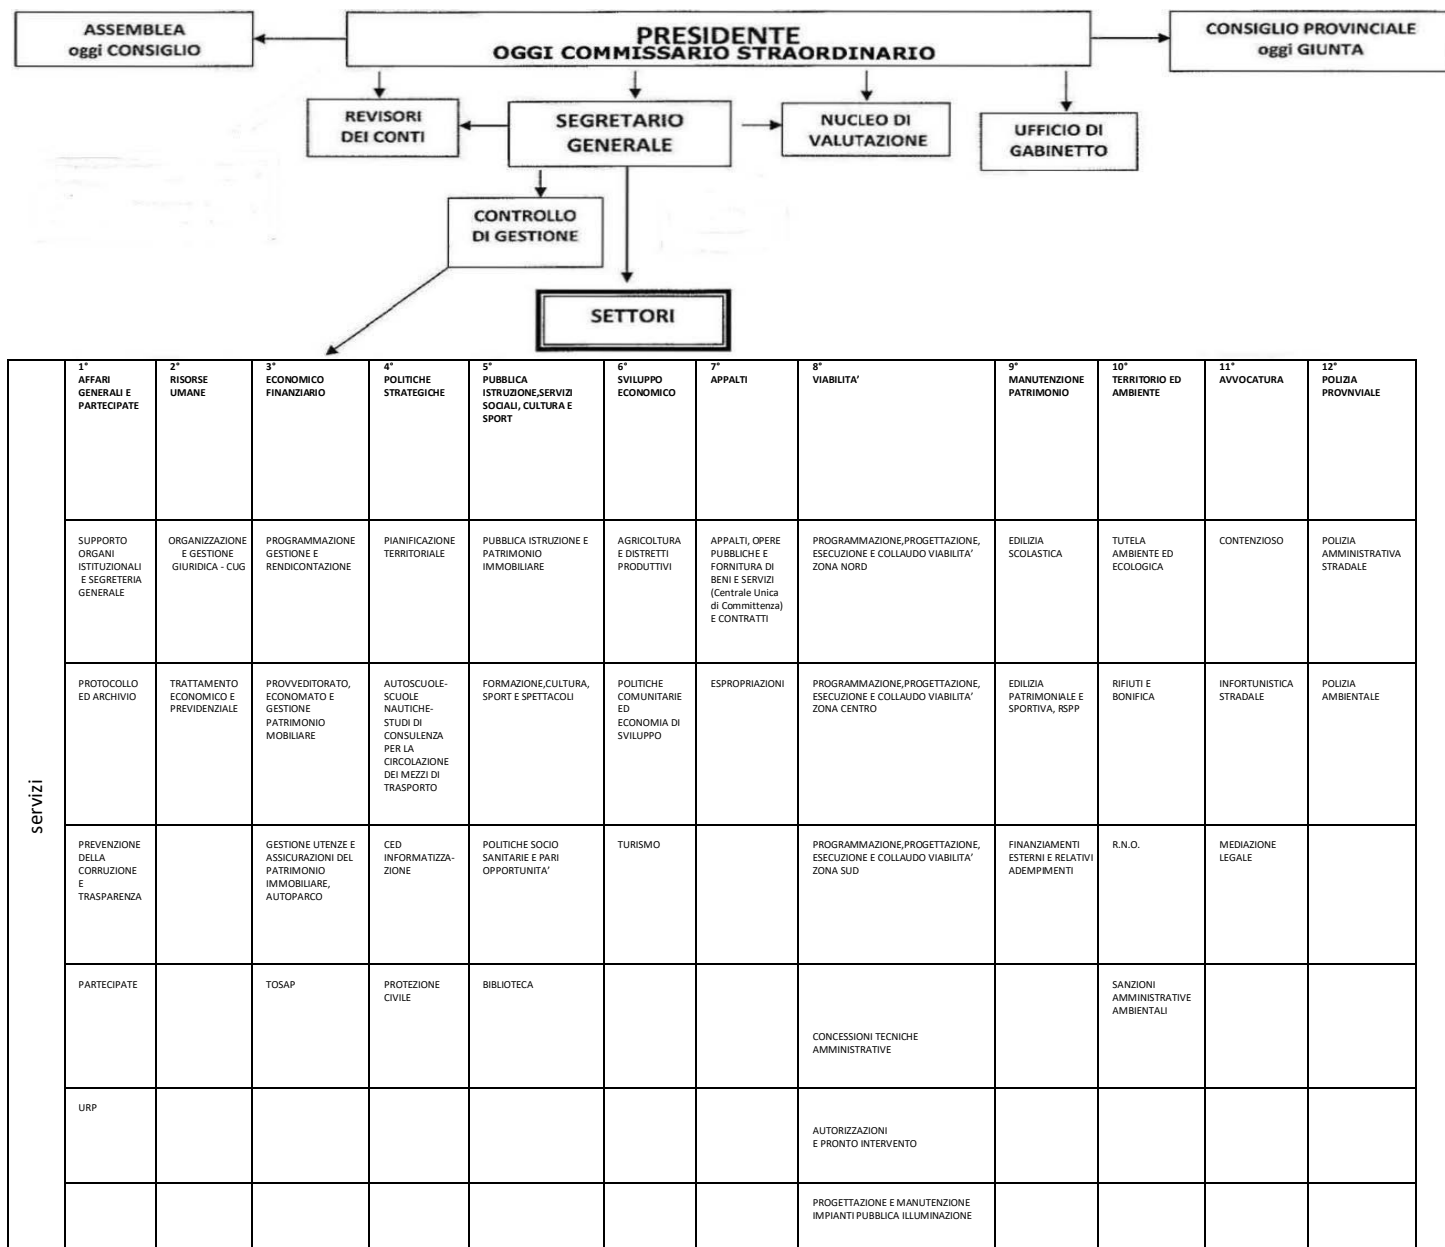 ASSEMBLEA
oggi CONSIGLIO
PRESIDENTE
OGGI COMMISSARIO STRAORDINARIO
CONSIGLIO PROVINCIALE
oggi GIUNTA
REVISORI
DEI CONTI
SEGRETARIO
GENERALE
NUCLEO DI
VALUTAZIONE
UFFICIO DI
GABINETTO
CONTROLLO
DI GESTIONE
SETTORI
servizi
1°
AFFARI
GENERALI E
PARTECIPATE
2°
RISORSE
UMANE
3°
ECONOMICO
FINANZIARIO
4°
POLITICHE
STRATEGICHE
5°
PUBBLICA
ISTRUZIONE,SERVIZI
SOCIALI, CULTURA E
SPORT
6°
SVILUPPO
ECONOMICO
7°
APPALTI
8°
VIABILITA’
9°
MANUTENZIONE
PATRIMONIO
10°
TERRITORIO ED
AMBIENTE
11°
AVVOCATURA
12°
POLIZIA
PROVNVIALE
SUPPORTO
ORGANI
ISTITUZIONALI
E SEGRETERIA
GENERALE
ORGANIZZAZIONE
E GESTIONE
GIURIDICA - CUG
PROGRAMMAZIONE
GESTIONE E
RENDICONTAZIONE
PIANIFICAZIONE
TERRITORIALE
PUBBLICA ISTRUZIONE E
PATRIMONIO
IMMOBILIARE
AGRICOLTURA
E DISTRETTI
PRODUTTIVI
APPALTI, OPERE
PUBBLICHE E
FORNITURA DI
BENI E SERVIZI
(Centrale Unica
di Committenza)
E CONTRATTI
PROGRAMMAZIONE,PROGETTAZIONE,
ESECUZIONE E COLLAUDO VIABILITA’
ZONA NORD
EDILIZIA
SCOLASTICA
TUTELA
AMBIENTE ED
ECOLOGICA
CONTENZIOSO
POLIZIA
AMMINISTRATIVA
STRADALE
PROTOCOLLO
ED ARCHIVIO
TRATTAMENTO
ECONOMICO E
PREVIDENZIALE
PROVVEDITORATO,
ECONOMATO E
GESTIONE
PATRIMONIO
MOBILIARE
AUTOSCUOLE-
SCUOLE
NAUTICHE-
STUDI DI
CONSULENZA
PER LA
CIRCOLAZIONE
DEI MEZZI DI
TRASPORTO
FORMAZIONE,CULTURA,
SPORT E SPETTACOLI
POLITICHE
COMUNITARIE
ED
ECONOMIA DI
SVILUPPO
ESPROPRIAZIONI
PROGRAMMAZIONE,PROGETTAZIONE,
ESECUZIONE E COLLAUDO VIABILITA’
ZONA CENTRO
EDILIZIA
PATRIMONIALE E
SPORTIVA, RSPP
RIFIUTI E
BONIFICA
INFORTUNISTICA
STRADALE
POLIZIA
AMBIENTALE
PREVENZIONE
DELLA
CORRUZIONE
E
TRASPARENZA
GESTIONE UTENZE E
ASSICURAZIONI DEL
PATRIMONIO
IMMOBILIARE,
AUTOPARCO
CED
INFORMATIZZA-
ZIONE
POLITICHE SOCIO
SANITARIE E PARI
OPPORTUNITA’
TURISMO
PROGRAMMAZIONE,PROGETTAZIONE,
ESECUZIONE E COLLAUDO VIABILITA’
ZONA SUD
FINANZIAMENTI
ESTERNI E RELATIVI
ADEMPIMENTI
R.N.O.
MEDIAZIONE
LEGALE
PARTECIPATE
TOSAP
PROTEZIONE
CIVILE
BIBLIOTECA
CONCESSIONI TECNICHE
AMMINISTRATIVE
SANZIONI
AMMINISTRATIVE
AMBIENTALI
URP
AUTORIZZAZIONI
E PRONTO INTERVENTO
PROGETTAZIONE E MANUTENZIONE
IMPIANTI PUBBLICA ILLUMINAZIONE